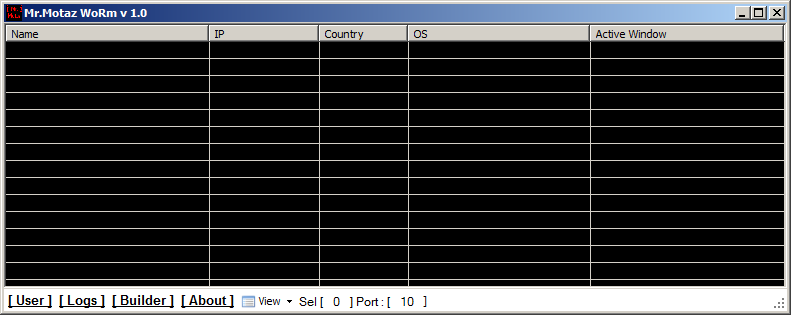 Mr.Motaz WoRm v 1.0
Name IP Country OS Active Window
[ User ] [ Logs ] [ Builder ] [ About ] View Sel [ 0 ] Port : [ 10 ]